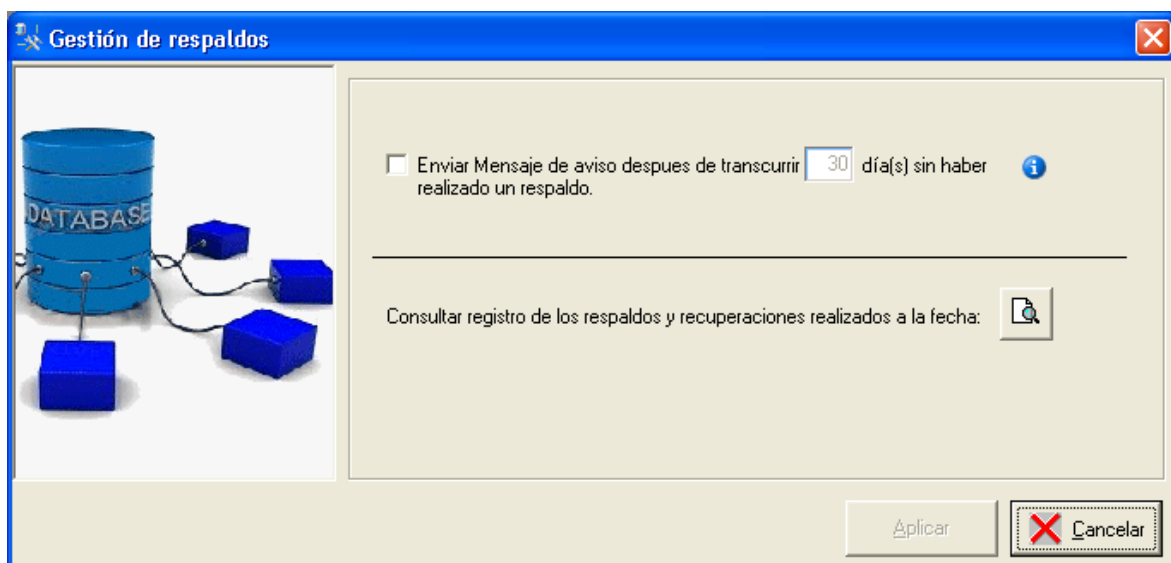 Gestión de respaldos
DATABASE
Enviar Mensaje de aviso despues de transcurrir 30 día(s) sin haber
realizado un respaldo.
Consultar registro de los respaldos y recuperaciones realizados a la fecha:
Aplicar
Cancelar